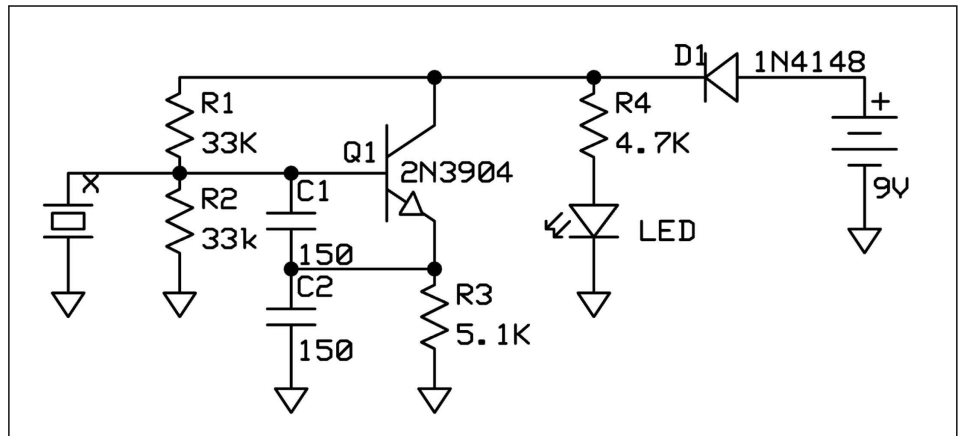 D1
1N4148
R1
33K
R4
4.7K
+
Q1
2N3904
X
C1
R2
33k
9V
LED
150
C2
R3
5.1K
150